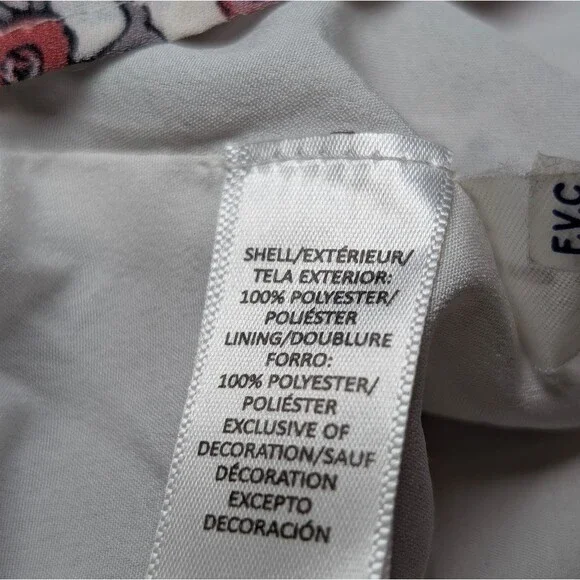 SHELL/EXTÉRIEUR/
TELA EXTERIOR:
100% POLYESTER/
POLIÉSTER
LINING/DOUBLURE
FORRO:
100% POLYESTER/
POLIÉSTER
EXCLUSIVE OF
DECORATION/SAUF
DÉCORATION
EXCEPTO
DECORACIÓN
F.V.C